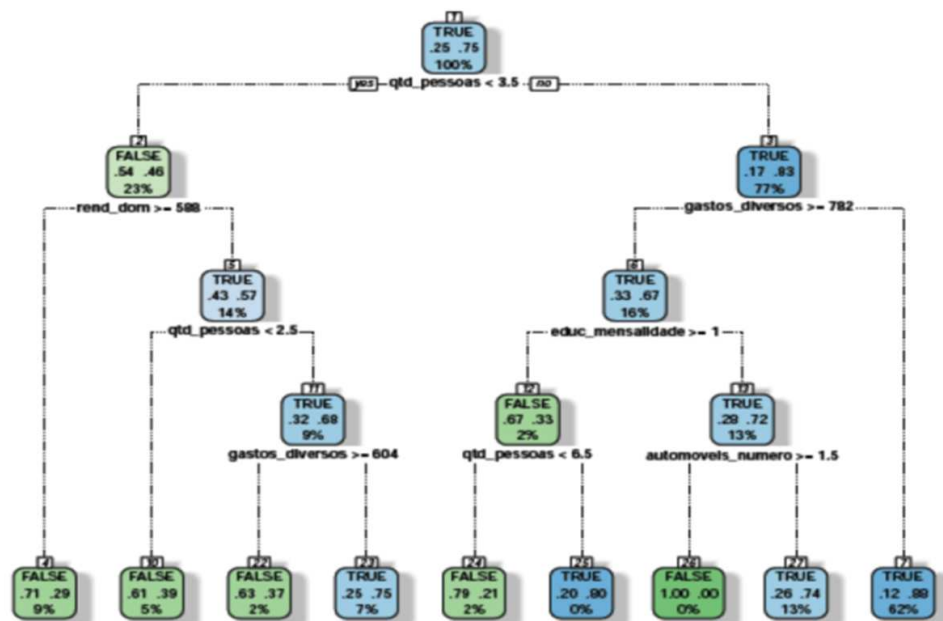 1
TRUE
.25 .75
100%
yes qtd_pessoas < 3.5 no
2 3
FALSE TRUE
.54 .46 .17 .83
23% 77%
rend_dom >= 588 gastos_diversos >= 782
5 6
TRUE TRUE
.43 .57 .33 .67
14% 16%
qtd_pessoas < 2.5 educ_mensalidade >= 1
11 12 13
TRUE FALSE TRUE
.32 .68 .67 .33 .28 .72
9% 2% 13%
gastos_diversos >= 604 qtd_pessoas < 6.5 automoveis_numero >= 1.5
4 10 22 23 24 25 26 27 7
FALSE FALSE FALSE TRUE FALSE TRUE FALSE TRUE TRUE
.71 .29 .61 .39 .63 .37 .25 .75 .79 .21 .20 .80 1.00 .00 .26 .74 .12 .88
9% 5% 2% 7% 2% 0% 0% 13% 62%